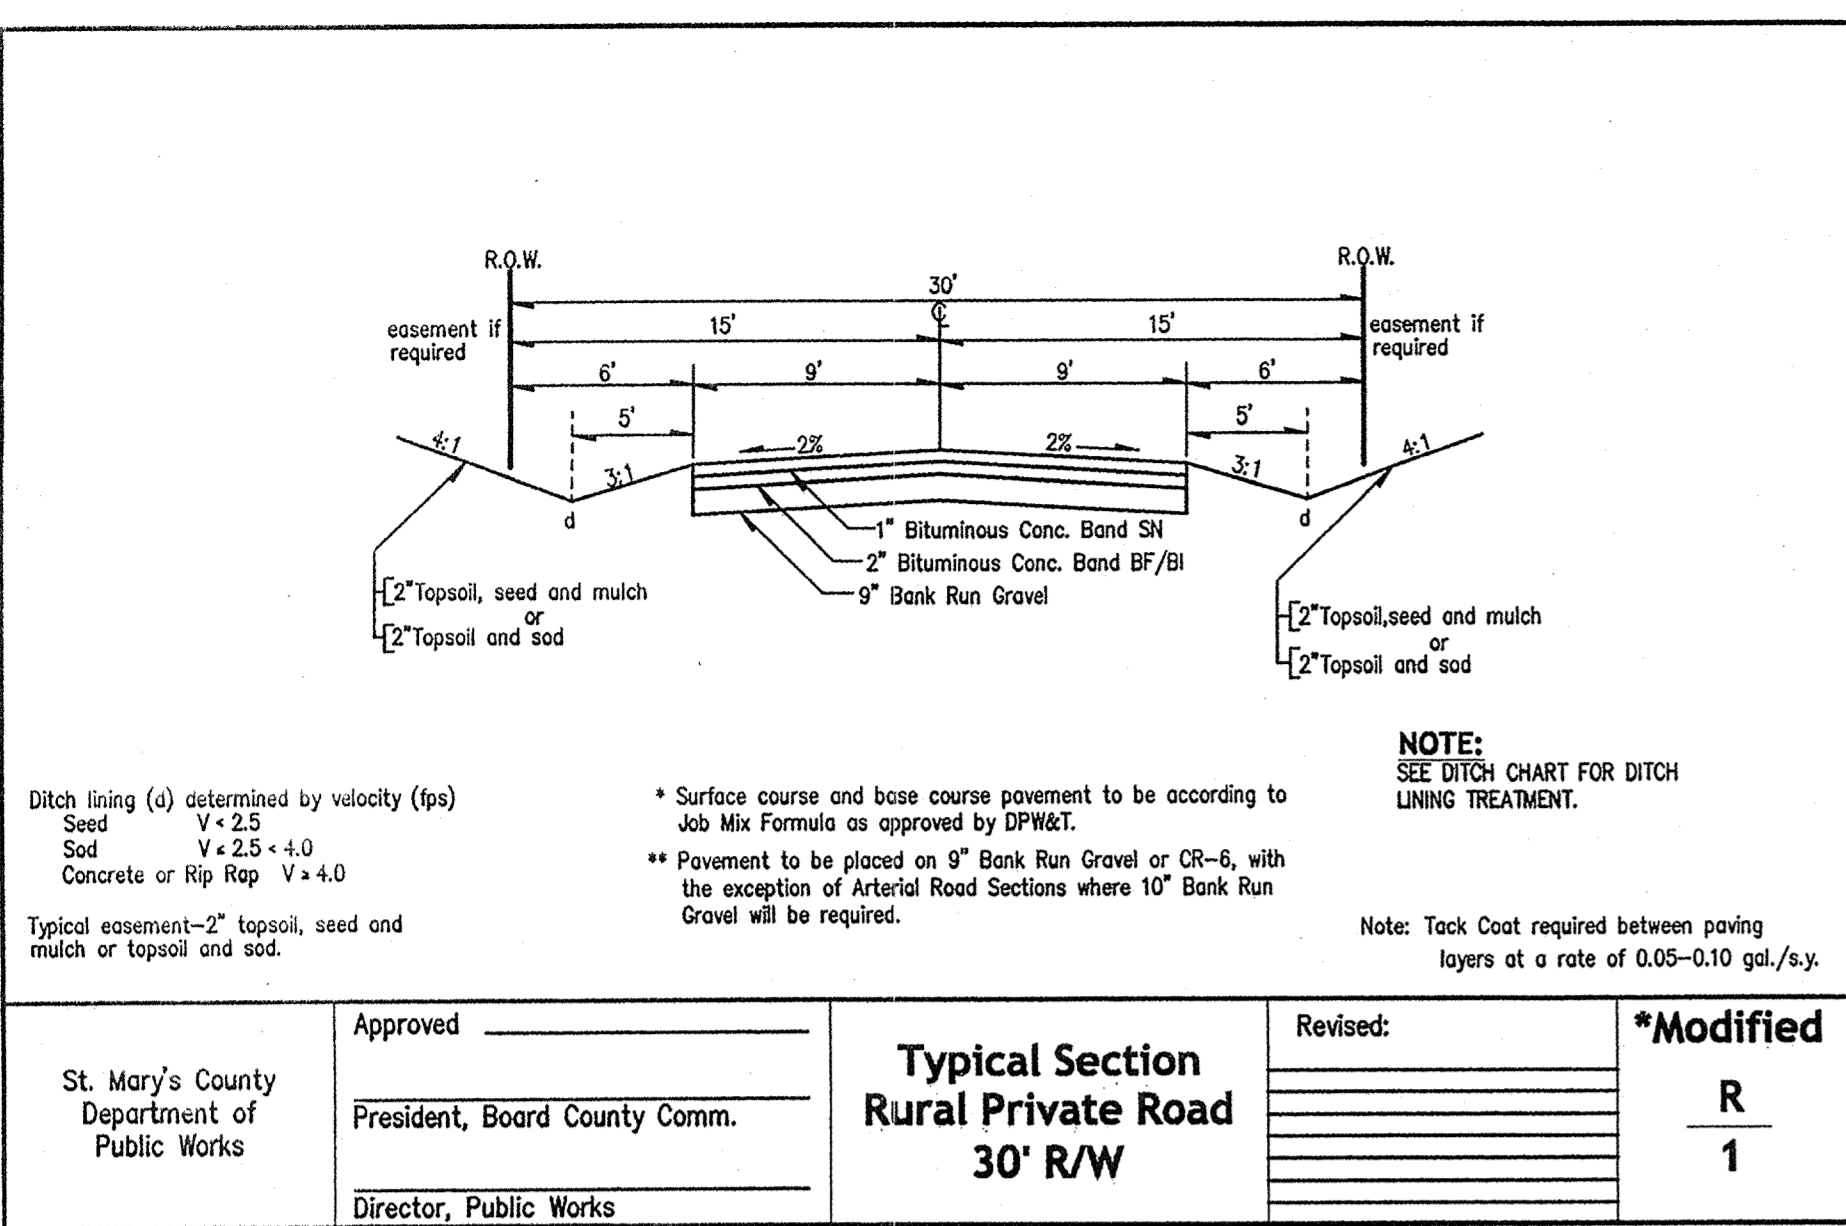 R.O.W.
R.O.W.
30'
℄
easement if
required
15'
15'
easement if
required
6'
9'
9'
6'
5'
5'
4:1
3:1
2%
2%
3:1
4:1
d
d
1" Bituminous Conc. Band SN
2" Bituminous Conc. Band BF/BI
9" Bank Run Gravel
2"Topsoil, seed and mulch
or
2"Topsoil and sod
2"Topsoil,seed and mulch
or
2"Topsoil and sod
NOTE:
SEE DITCH CHART FOR DITCH
LINING TREATMENT.
Ditch lining (d) determined by velocity (fps)
Seed V < 2.5
Sod V < 2.5 < 4.0
Concrete or Rip Rap V ≥ 4.0
Typical easement–2" topsoil, seed and
mulch or topsoil and sod.
* Surface course and base course pavement to be according to
Job Mix Formula as approved by DPW&T.
** Pavement to be placed on 9" Bank Run Gravel or CR–6, with
the exception of Arterial Road Sections where 10" Bank Run
Gravel will be required.
Note: Tack Coat required between paving
layers at a rate of 0.05–0.10 gal./s.y.
St. Mary's County
Department of
Public Works
Approved
President, Board County Comm.
Director, Public Works
Typical Section
Rural Private Road
30' R/W
Revised:
*Modified
R
1